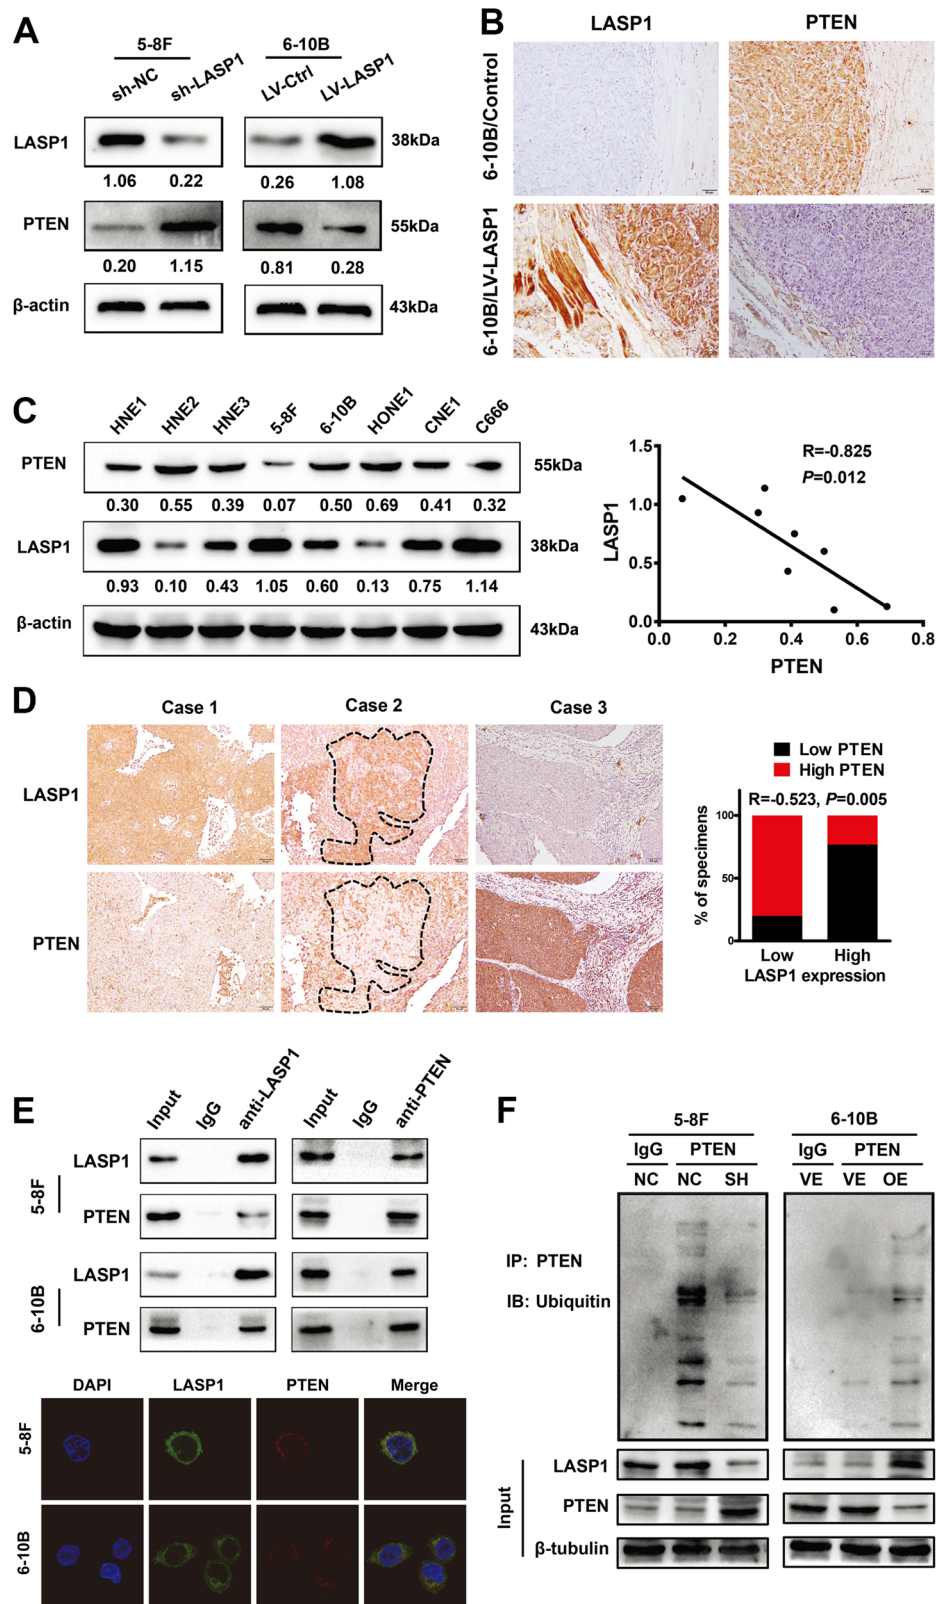 A
5-8F
6-10B
sh-NC
sh-LASP1
LV-Ctrl
LV-LASP1
LASP1
38kDa
1.06 0.22 0.26 1.08
PTEN
55kDa
0.20 1.15 0.81 0.28
β-actin
43kDa
B
LASP1 PTEN
6-10B/Control
6-10B/LV-LASP1
C
HNE1 HNE2 HNE3 5-8F 6-10B HONE1 CNE1 C666
PTEN
55kDa
0.30 0.55 0.39 0.07 0.50 0.69 0.41 0.32
LASP1
38kDa
0.93 0.10 0.43 1.05 0.60 0.13 0.75 1.14
β-actin
43kDa
R=-0.825
P=0.012
LASP1
1.5
1.0
0.5
0.0
0.0 0.2 0.4 0.6 0.8
PTEN
D
Case 1 Case 2 Case 3
LASP1
PTEN
Low PTEN
High PTEN
R=-0.523, P=0.005
% of specimens
100
50
0
Low High
LASP1 expression
E
Input IgG anti-LASP1 Input IgG anti-PTEN
5-8F
LASP1
PTEN
6-10B
LASP1
PTEN
DAPI LASP1 PTEN Merge
5-8F
6-10B
F
5-8F 6-10B
IgG PTEN IgG PTEN
NC NC SH VE VE OE
IP: PTEN
IB: Ubiquitin
Input
LASP1
PTEN
β-tubulin